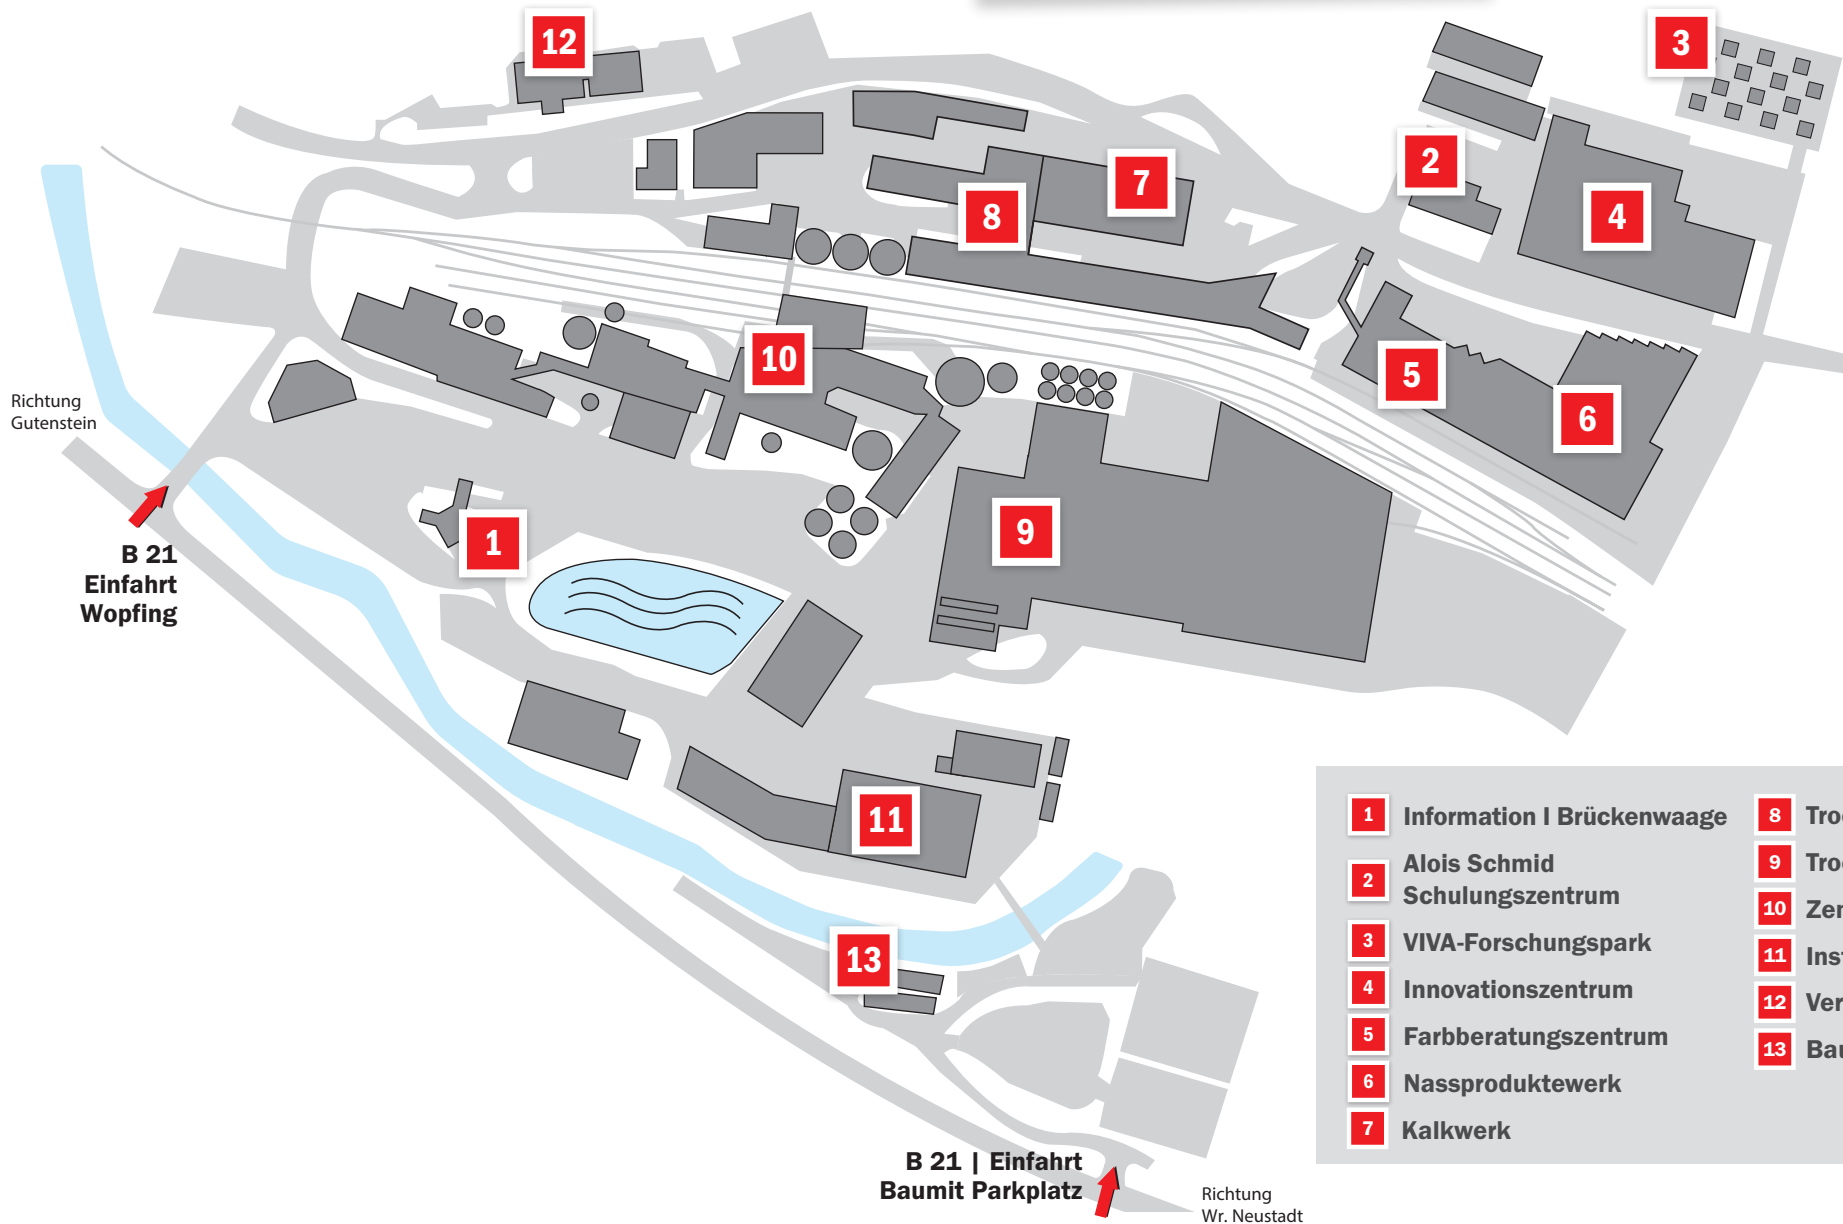 12
3
2
7
8
4
10
5
6
Richtung
Gutenstein
9
1
B 21
Einfahrt
Wopfing
11
13
B 21 | Einfahrt
Baumit Parkplatz
Richtung
Wr. Neustadt
1 Information I Brückenwaage
2 Alois Schmid
Schulungszentrum
3 VIVA-Forschungspark
4 Innovationszentrum
5 Farbberatungszentrum
6 Nassproduktewerk
7 Kalkwerk
8
9
10
11
12
13